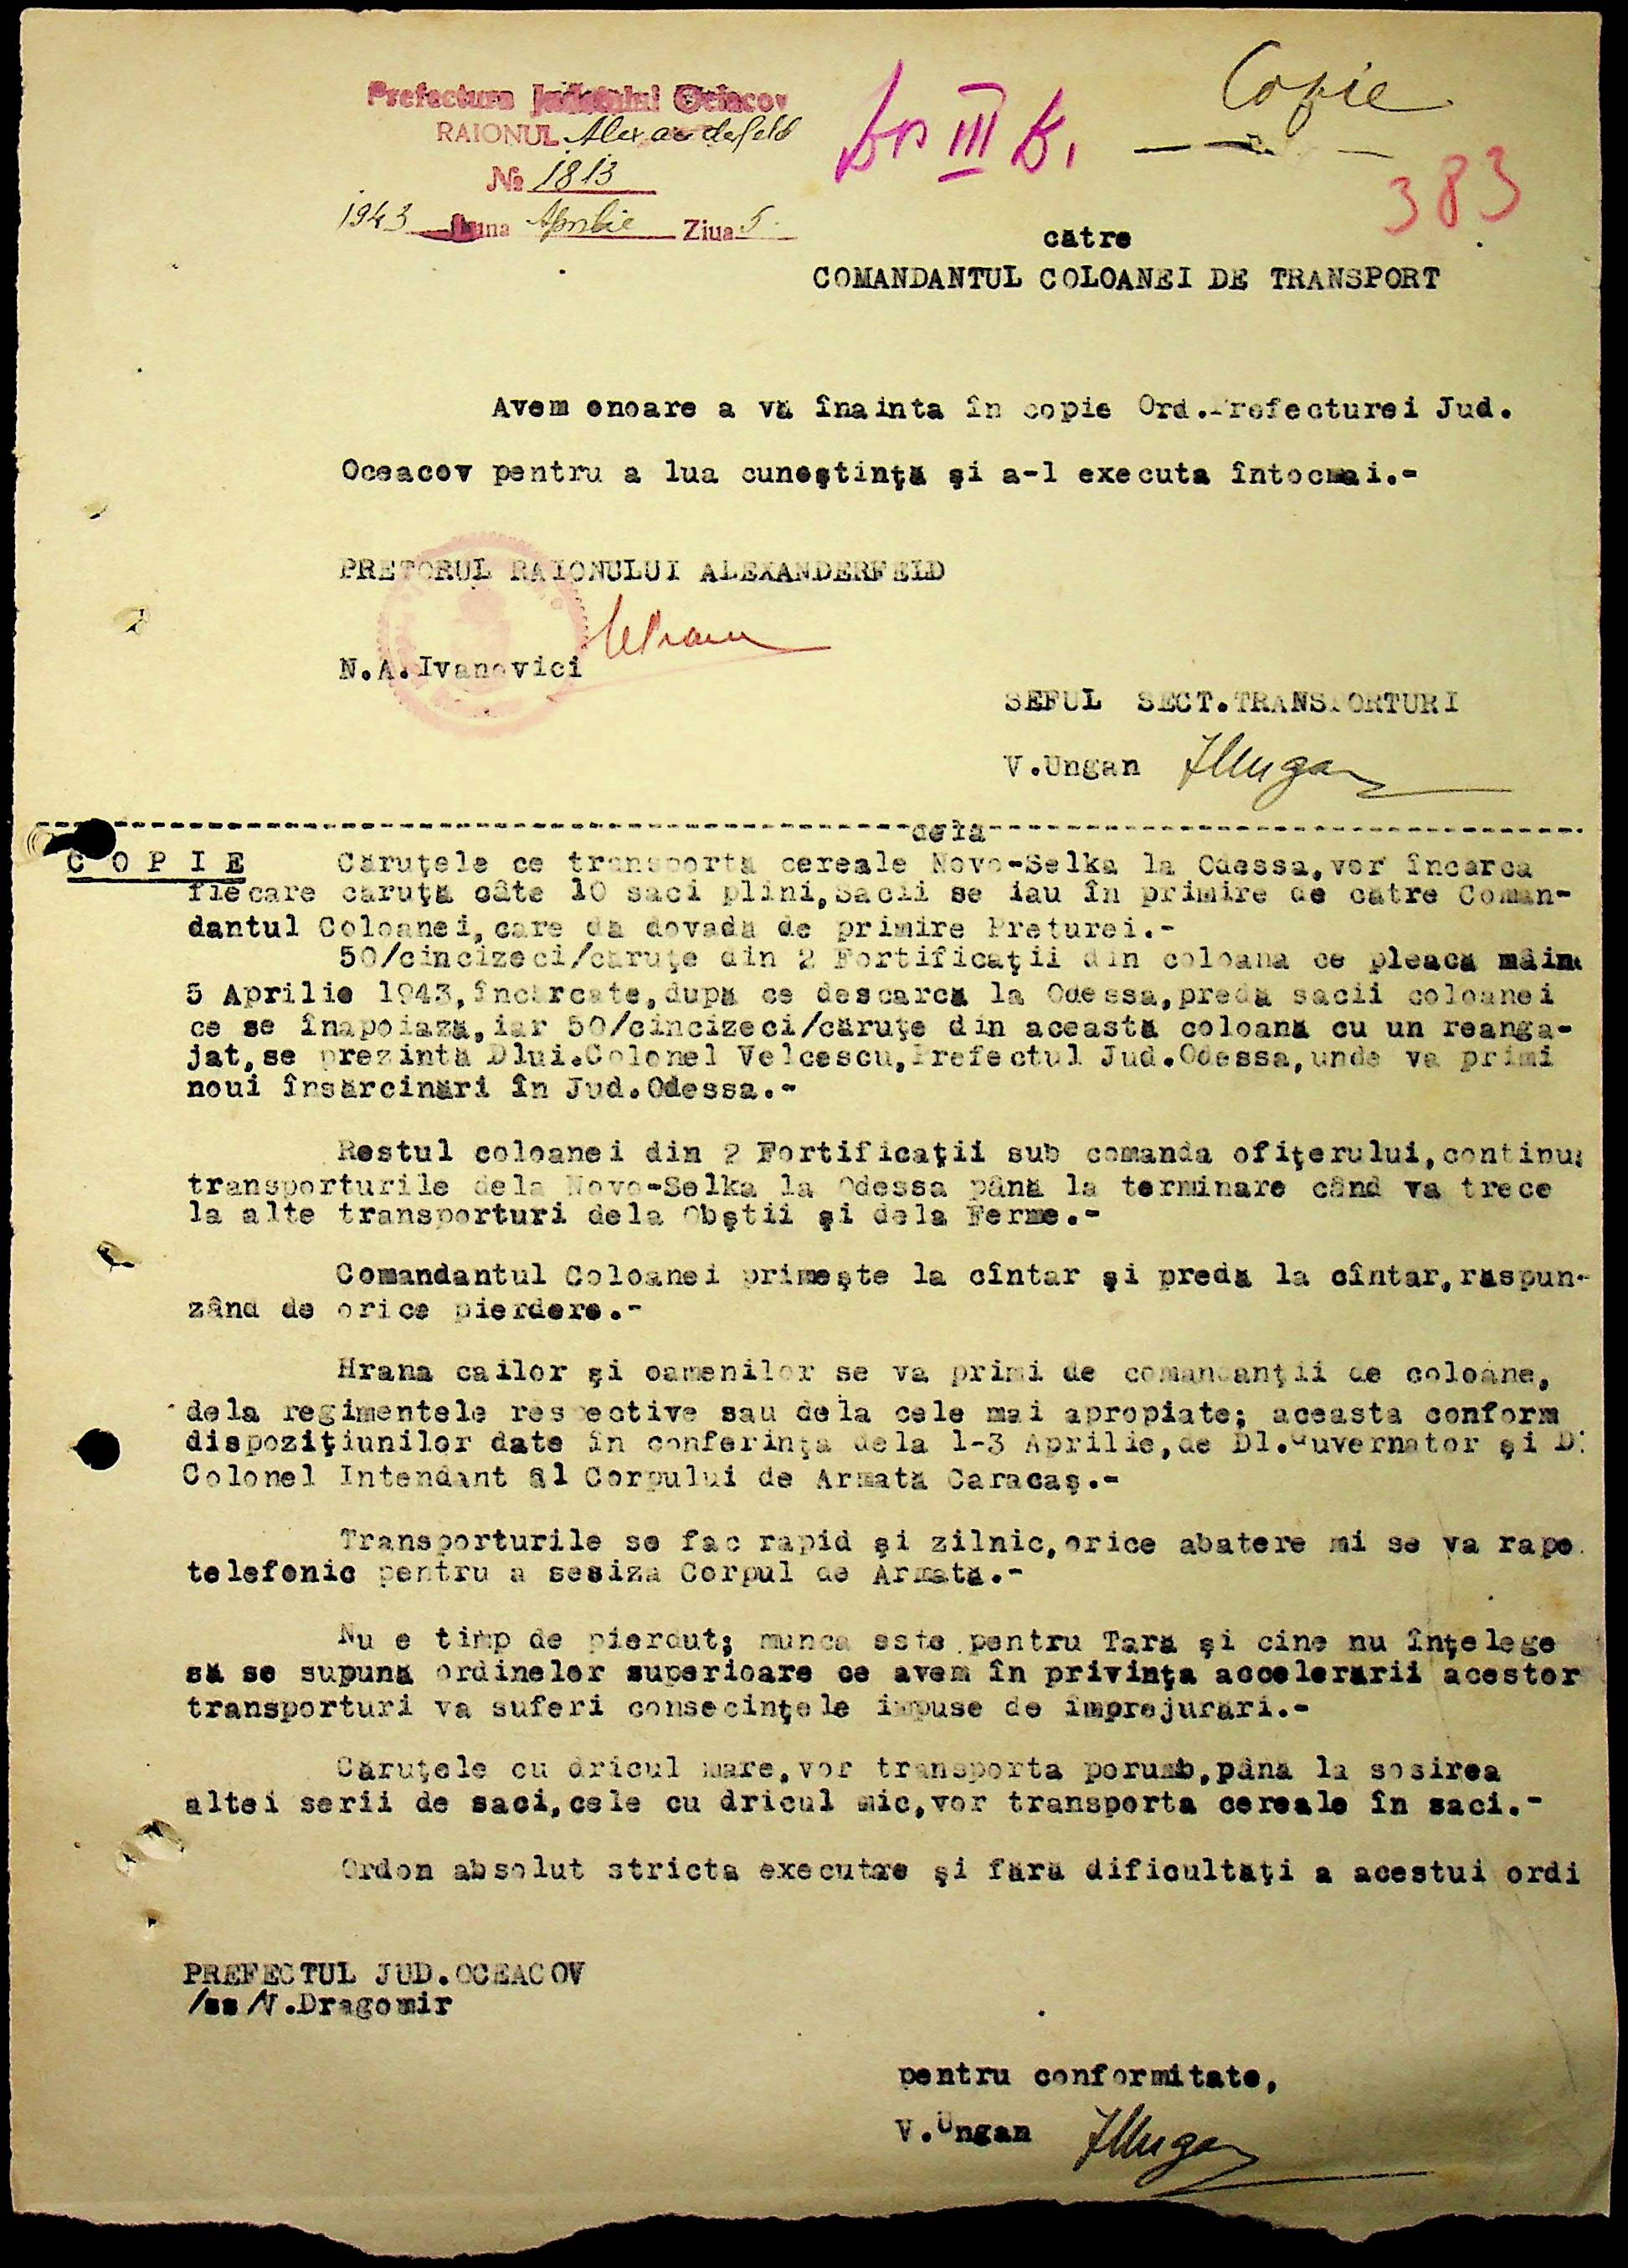 Copie
Prefectura Judetului Oceacov
RAIONUL Alexanderfeld
III
№ 1813
383
1943 Luna Aprilie Ziua 5
către
COMANDANTUL COLOANEI DE TRANSPORT
Avem onoare a vă înainta în copie Ord.Prefecturei Jud.
Oceacov pentru a lua cunoştinţă şi a-l executa întocmai.-
PRETORUL RAIONULUI ALEXANDERFELD
N.A.Ivanovici
SEFUL SECT.TRANSPORTURI
V.Ungan
dela
C O P I E Căruţele ce transportă cereale Novo-Selka la Odessa,vor încarca
fiecare căruţă câte 10 saci plini,Sacii se iau în primire de către Coman-
dantul Coloanei,care dă dovadă de primire Preturei.-
50/cincizeci/căruţe din 2 Fortificaţii din coloana ce pleacă mâine
5 Aprilie 1943,încărcate,după ce descarcă la Odessa,predă sacii coloanei
ce se înapoiază,iar 50/cincizeci/căruţe din această coloană cu un reanga-
jat,se prezintă Dlui.Colonel Velcescu,Prefectul Jud.Odessa,unde va primi
noui însărcinări în Jud.Odessa.-
Restul coloanei din 2 Fortificaţii sub comanda ofiţerului,continuă
transporturile dela Novo-Selka la Odessa până la terminare când va trece
la alte transporturi dela Obştii şi dela Ferme.-
Comandantul Coloanei primeşte la cîntar şi predă la cîntar,răspun-
zând de orice pierdere.-
Hrana cailor şi oamenilor se va primi de comandanţii de coloane,
dela regimentele respective sau dela cele mai apropiate; aceasta conform
dispoziţiunilor date în conferinţa dela 1-3 Aprilie,de Dl.Guvernator şi Dl
Colonel Intendant al Corpului de Armată Caracaş.-
Transporturile se fac rapid şi zilnic,orice abatere mi se va rapo
telefonic pentru a sesiza Corpul de Armată.-
Nu e timp de pierdut; munca este pentru Tară şi cine nu înţelege
să se supună ordinelor superioare ce avem în privinţa accelerării acestor
transporturi va suferi consecinţele impuse de împrejurări.-
Căruţele cu dricul mare,vor transporta porumb,până la sosirea
altei serii de saci,cele cu dricul mic,vor transporta cereale în saci.-
Ordon absolut stricta executare şi fără dificultăţi a acestui ordi
PREFECTUL JUD.OCEACOV
/ss/V.Dragomir
pentru conformitate,
V.Ungan